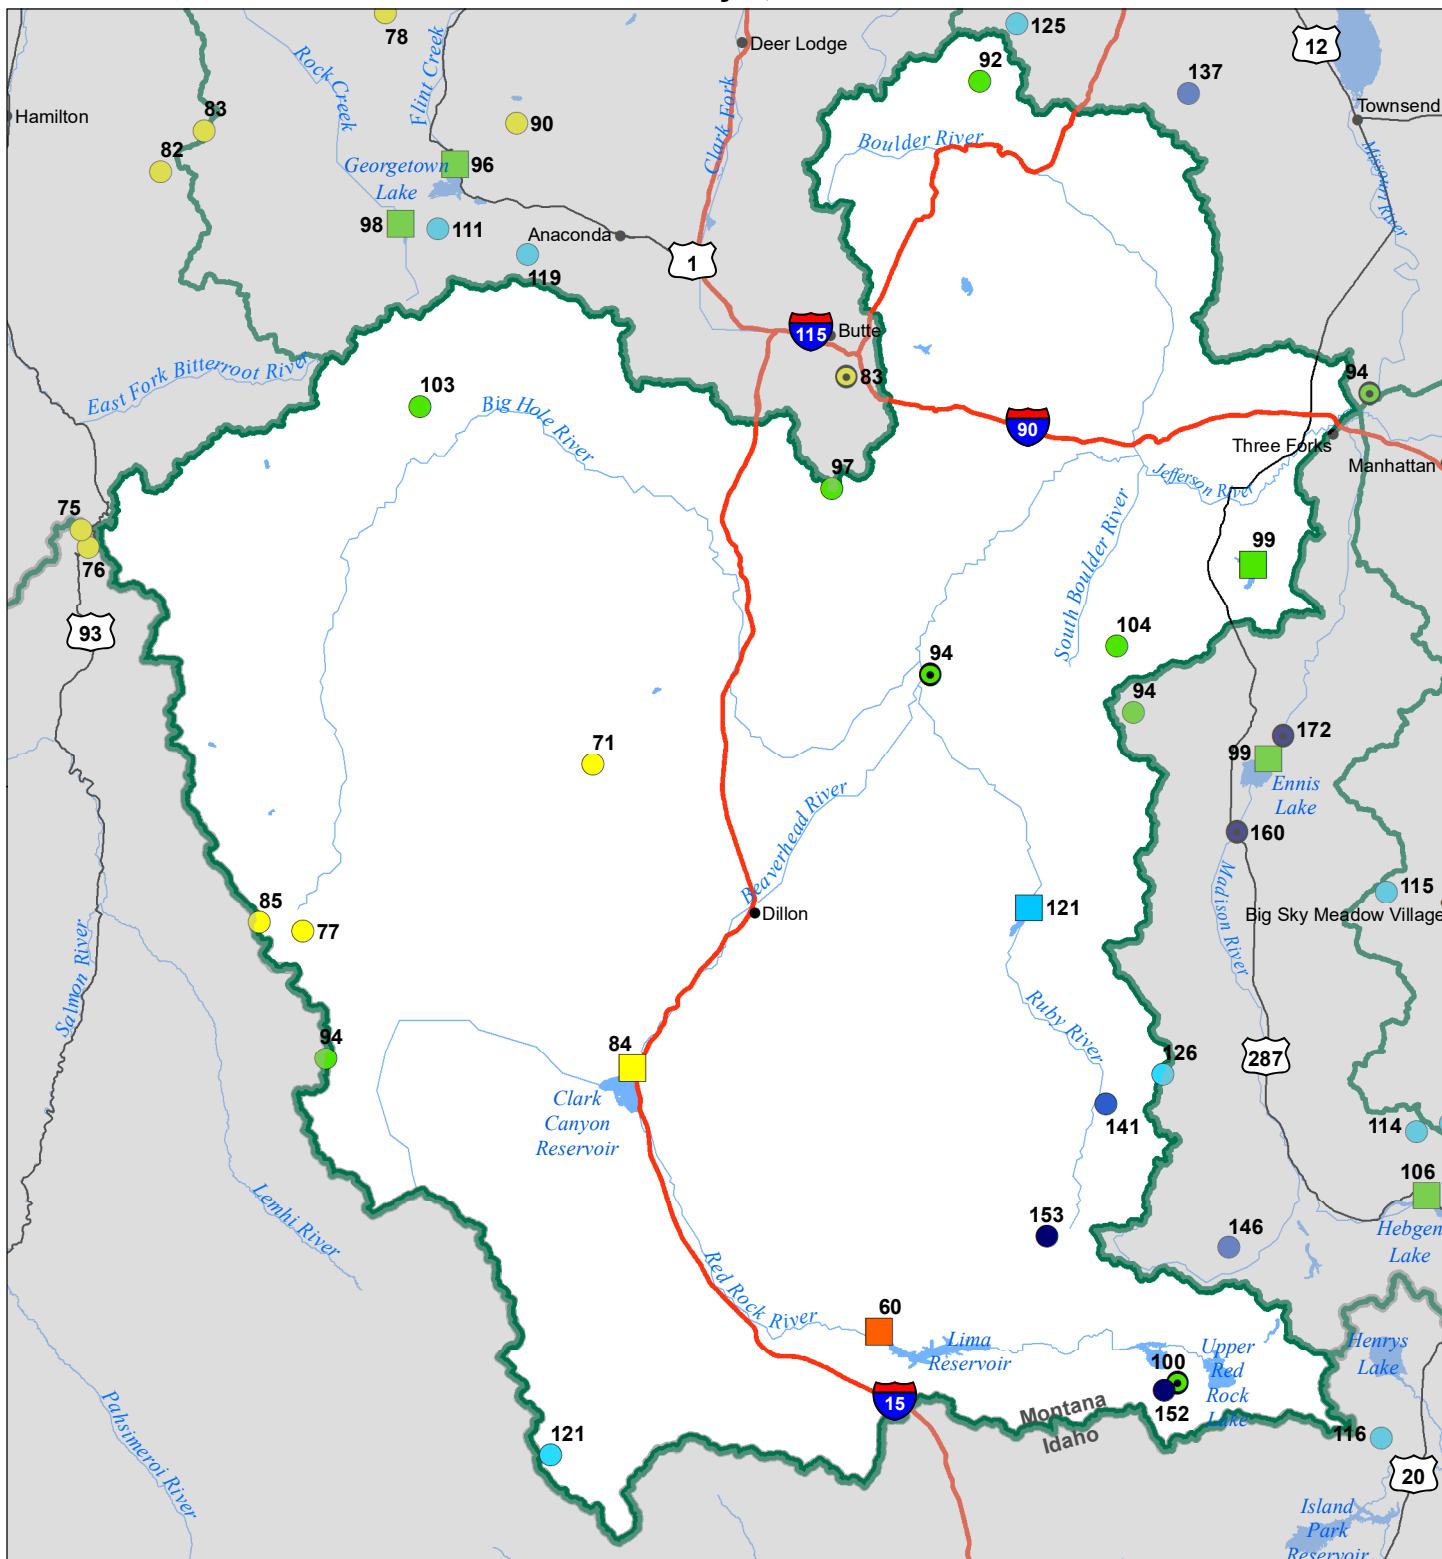 78
125
Deer Lodge
12
92
137
Rock Creek
Flint Creek
Clark Fork
Townsend
Hamilton
83
90
82
Boulder River
Missouri River
Georgetown
Lake
96
98
111
Anaconda
119
1
115
Butte
83
East Fork Bitterroot River
103
94
Big Hole River
90
Three Forks
Manhattan
97
Jefferson River
75
76
South Boulder River
99
93
104
94
94
172
71
99
Ennis
Lake
160
Beaverhead River
Madison River
115
85
77
Dillon
121
Big Sky Meadow Village
Salmon River
Ruby River
94
84
126
287
Clark
Canyon
Reservoir
141
114
106
Lemhi River
153
146
Hebgen
Lake
Red Rock River
60
Lima
Reservoir
Upper
Red
Rock
Lake
100
152
Henrys
Lake
15
Montana
Idaho
Pahsimeroi River
121
116
20
Island
Park
Reservoir